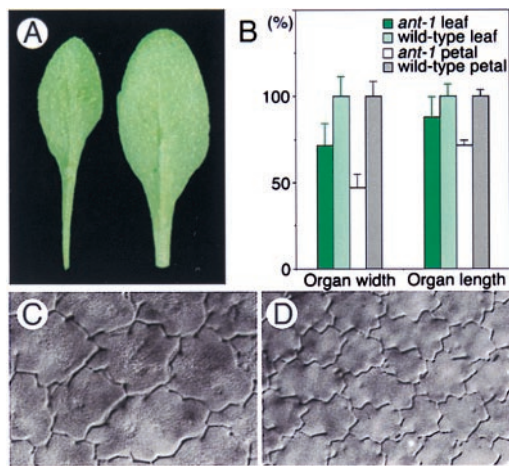 A
B
(%)
ant-1 leaf
wild-type leaf
ant-1 petal
wild-type petal
100
50
0
Organ width
Organ length
C
D